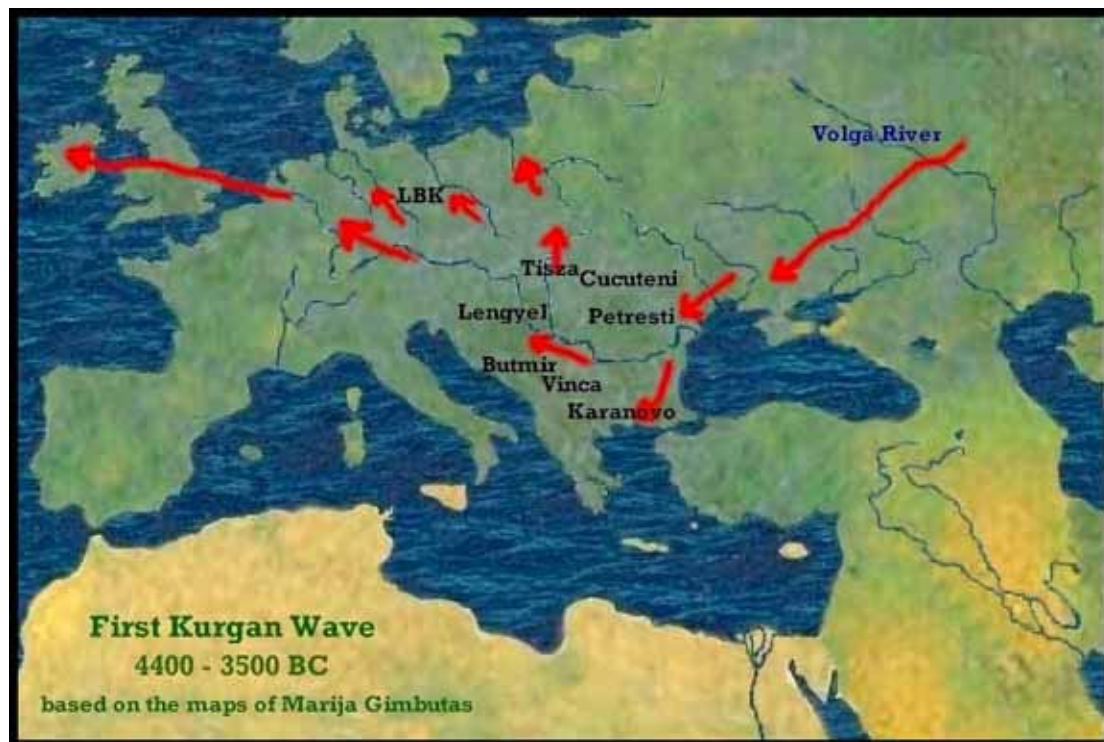 Volga River
LBK
Tisza
Cucuteni
Lengyel
Petresti
Butmir
Vinca
Karanovo
First Kurgan Wave
4400 - 3500 BC
based on the maps of Marija Gimbutas